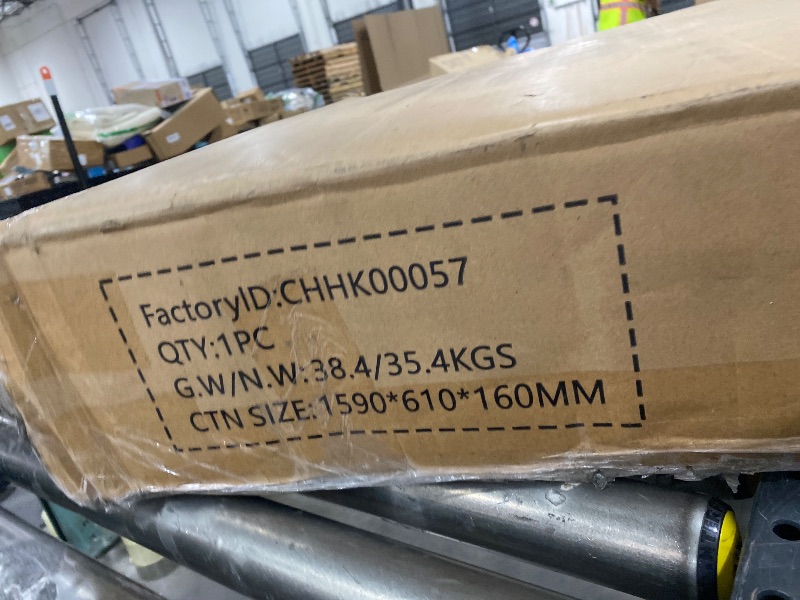 FactoryID:CHHK00057
QTY:1PC
G.W/N.W:38.4/35.4KGS
CTN SIZE:1590*610*160MM